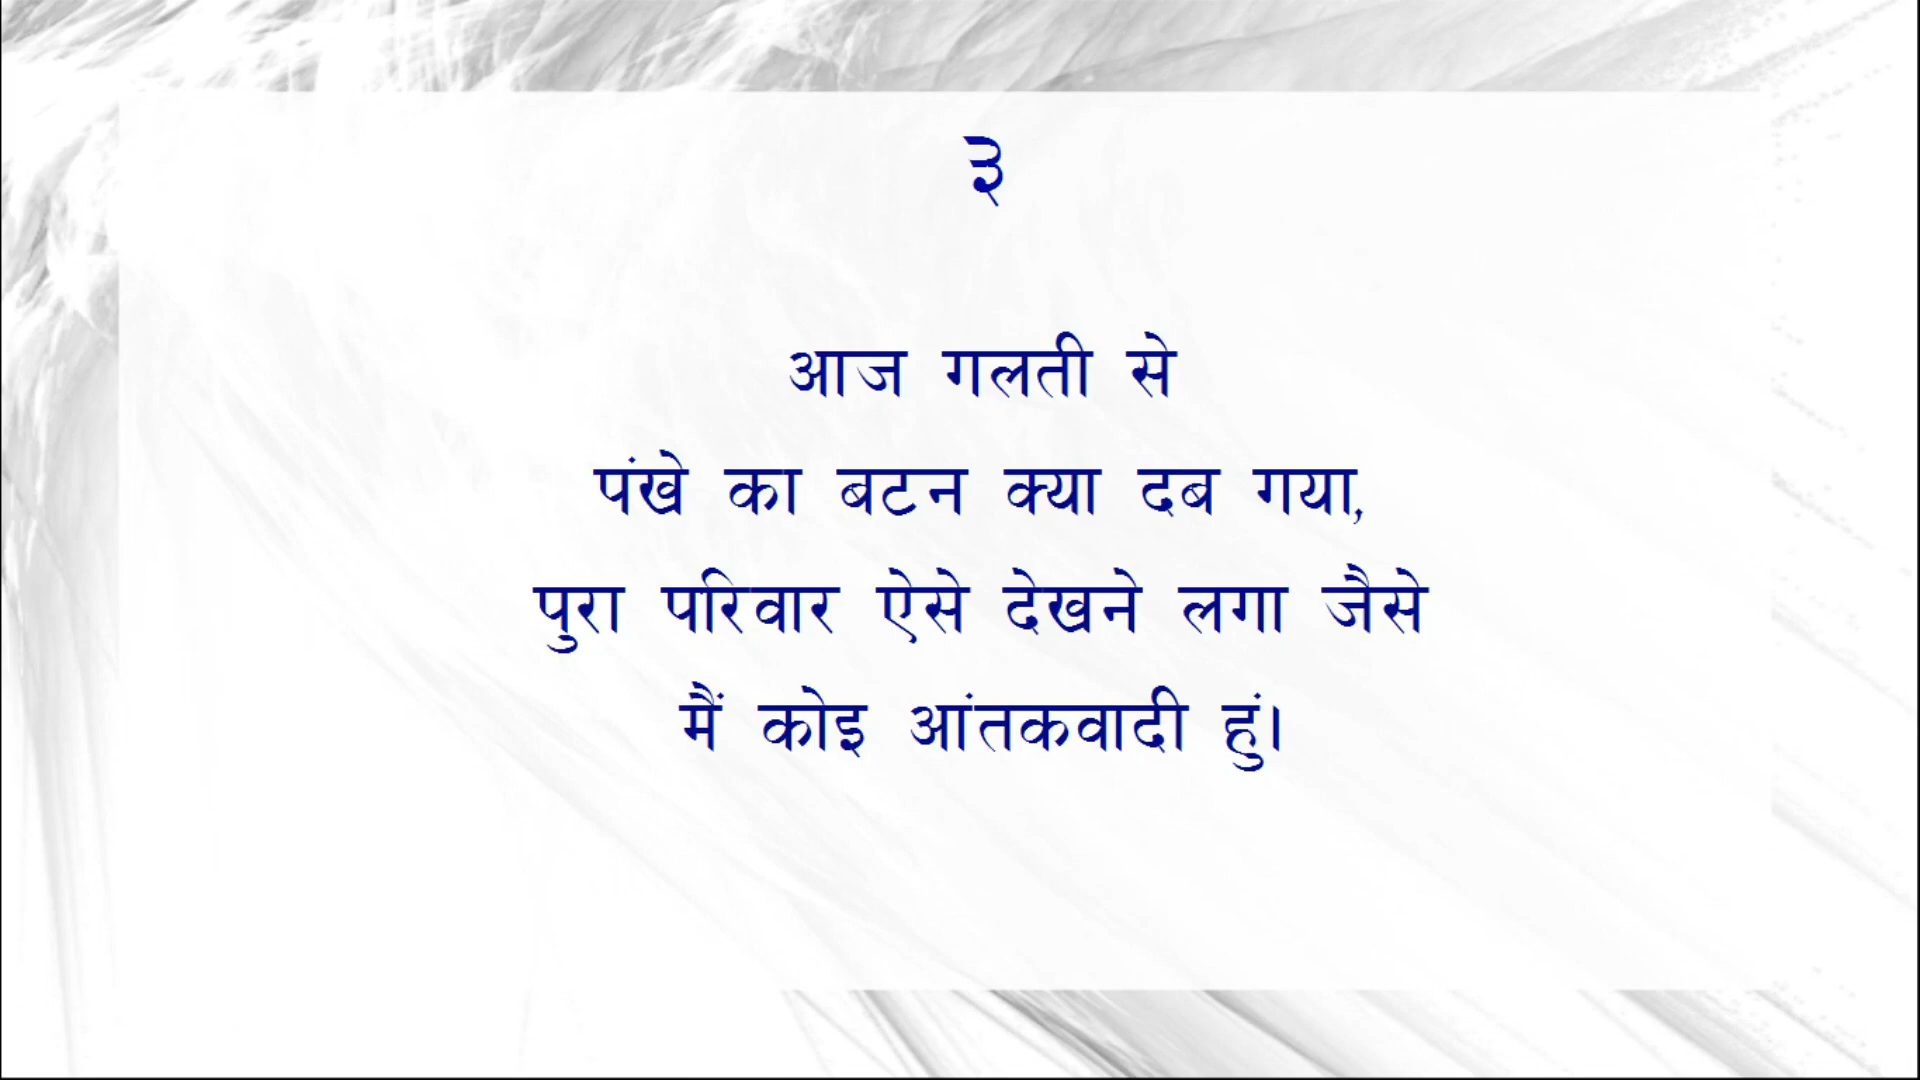 ३
आज गलती से
पंखे का बटन क्या दब गया,
पुरा परिवार ऐसे देखने लगा जैसे
मैं कोइ आंतकवादी हुं।